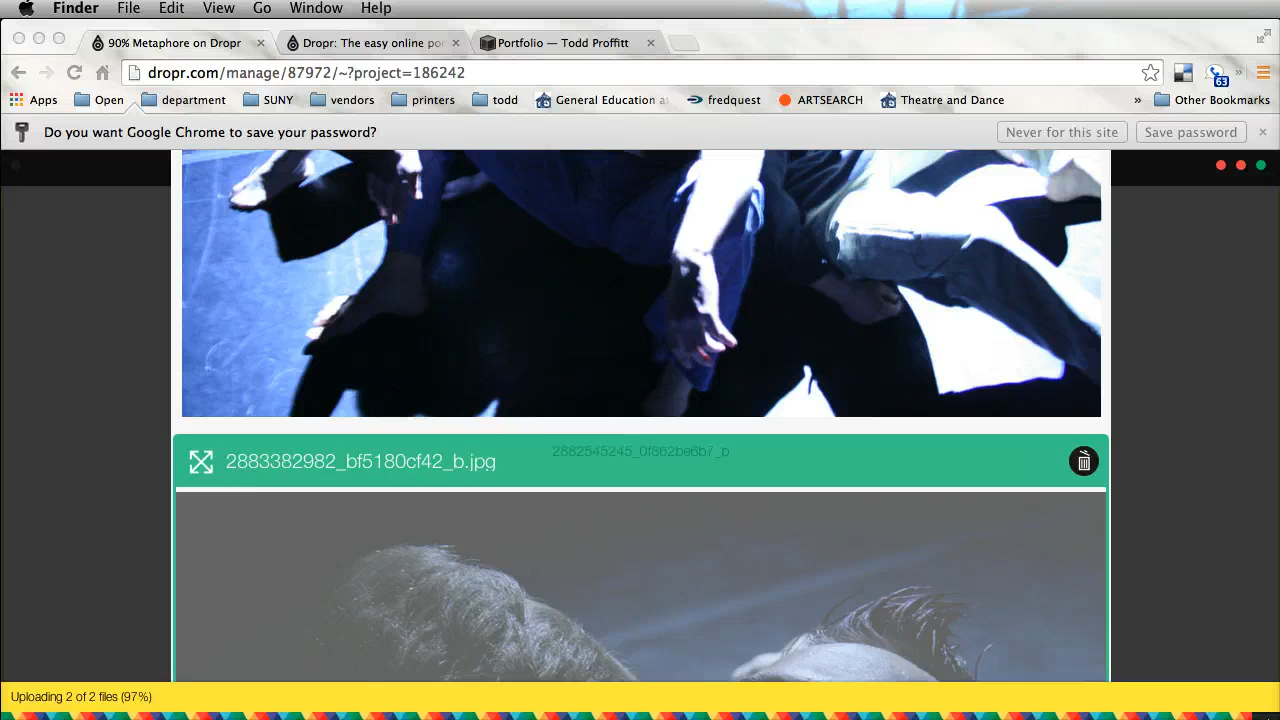 Finder File Edit View Go Window Help
90% Metaphore on Dropr Dropr: The easy online po Portfolio — Todd Proffitt
dropr.com/manage/87972/~?project=186242
63 »
Apps Open department SUNY vendors printers todd General Education a fredquest ARTSEARCH Theatre and Dance » Other Bookmarks
Do you want Google Chrome to save your password? Never for this site Save password
2882545245_0f862be6b7_b
2883382982_bf5180cf42_b.jpg
Uploading 2 of 2 files (97%)